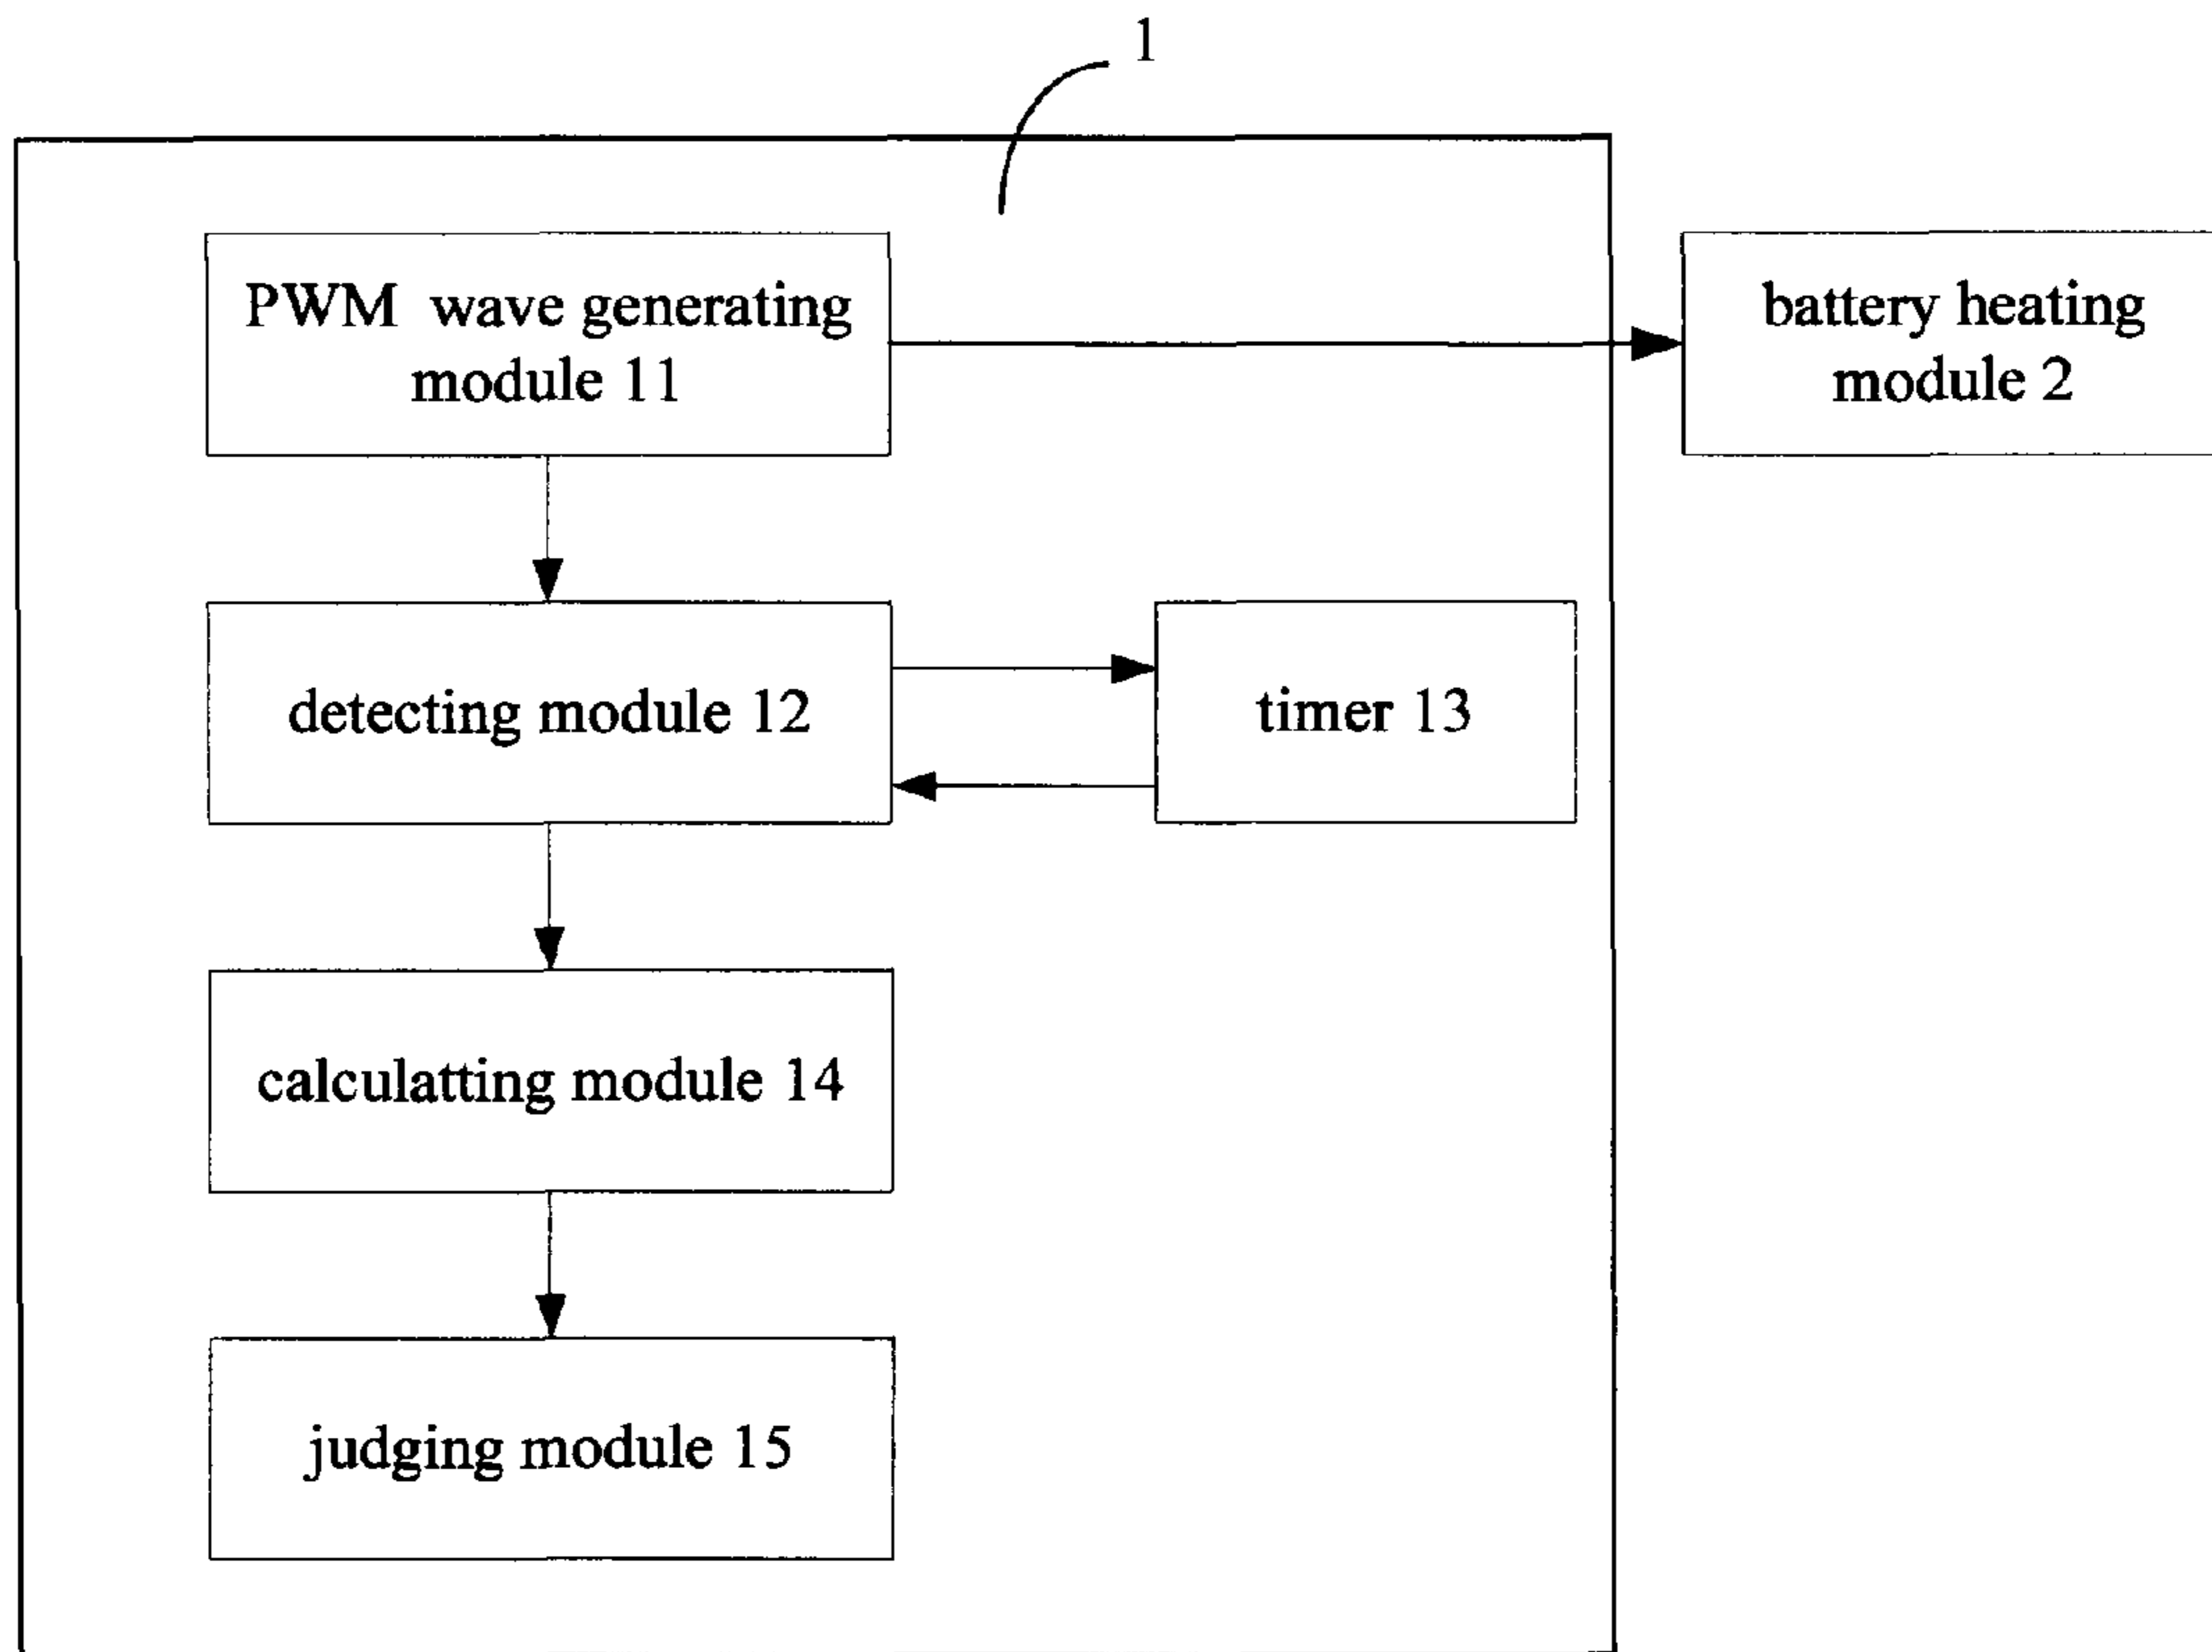 1
PWM wave generating
module 11
battery heating
module 2
detecting module 12
timer 13
calculatting module 14
judging module 15